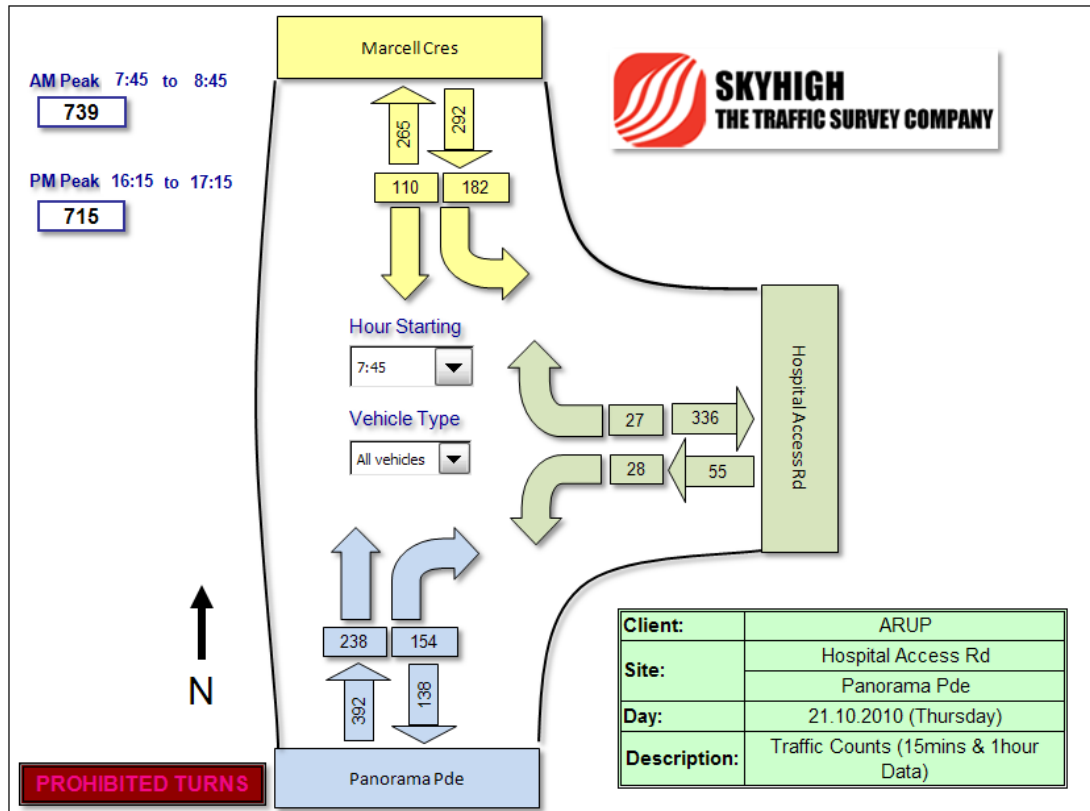 Marcell Cres
AM Peak 7:45 to 8:45
739
SKYHIGH
THE TRAFFIC SURVEY COMPANY
265
292
PM Peak 16:15 to 17:15
110
182
715
Hour Starting
7:45
Hospital Access Rd
Vehicle Type
27
336
All vehicles
28
55
238
154
392
138
N
Client: ARUP
Site: Hospital Access Rd
Panorama Pde
Day: 21.10.2010 (Thursday)
Description: Traffic Counts (15mins & 1hour
Data)
PROHIBITED TURNS
Panorama Pde